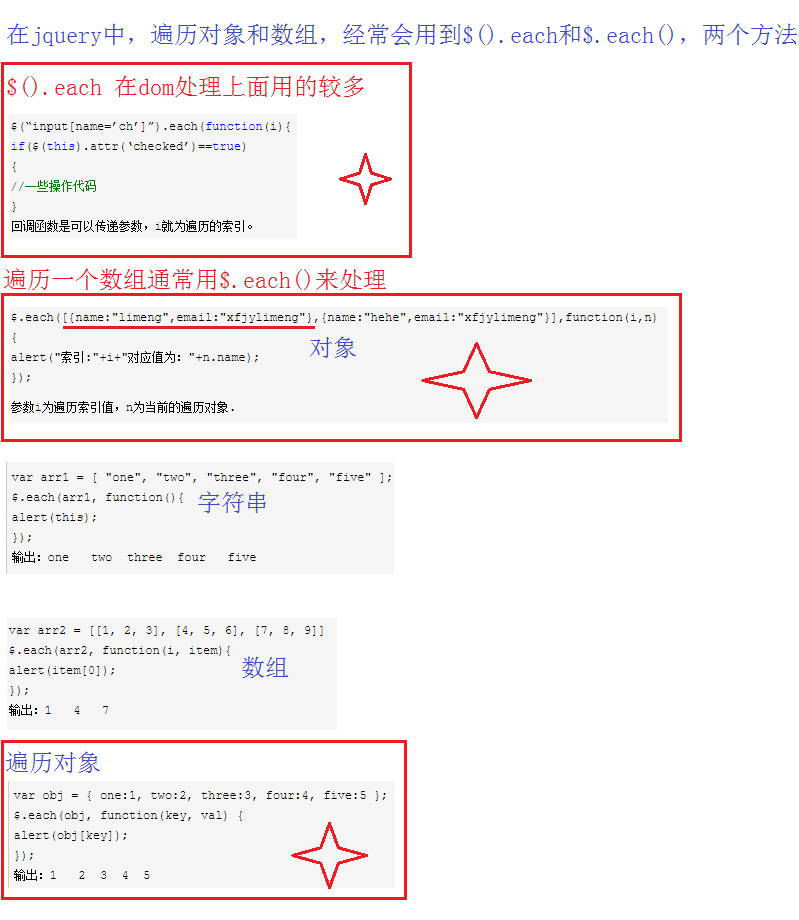 在jquery中，遍历对象和数组，经常会用到$().each和$.each()，两个方法
$().each 在dom处理上面用的较多
$(“input[name=’ch’]”).each(function(i){
if($(this).attr(‘checked’)==true)
{
//一些操作代码
}
回调函数是可以传递参数，i就为遍历的索引。
遍历一个数组通常用$.each()来处理
$.each([{name:"limeng",email:"xfjylimeng"},{name:"hehe",email:"xfjylimeng"}],function(i,n)
{
对象
alert("索引:"+i+"对应值为："+n.name);
});
参数i为遍历索引值，n为当前的遍历对象.
var arr1 = [ "one", "two", "three", "four", "five" ];
$.each(arr1, function(){
字符串
alert(this);
});
输出：one two three four five
var arr2 = [[1, 2, 3], [4, 5, 6], [7, 8, 9]]
$.each(arr2, function(i, item){
数组
alert(item[0]);
});
输出：1 4 7
遍历对象
var obj = { one:1, two:2, three:3, four:4, five:5 };
$.each(obj, function(key, val) {
alert(obj[key]);
});
输出：1 2 3 4 5